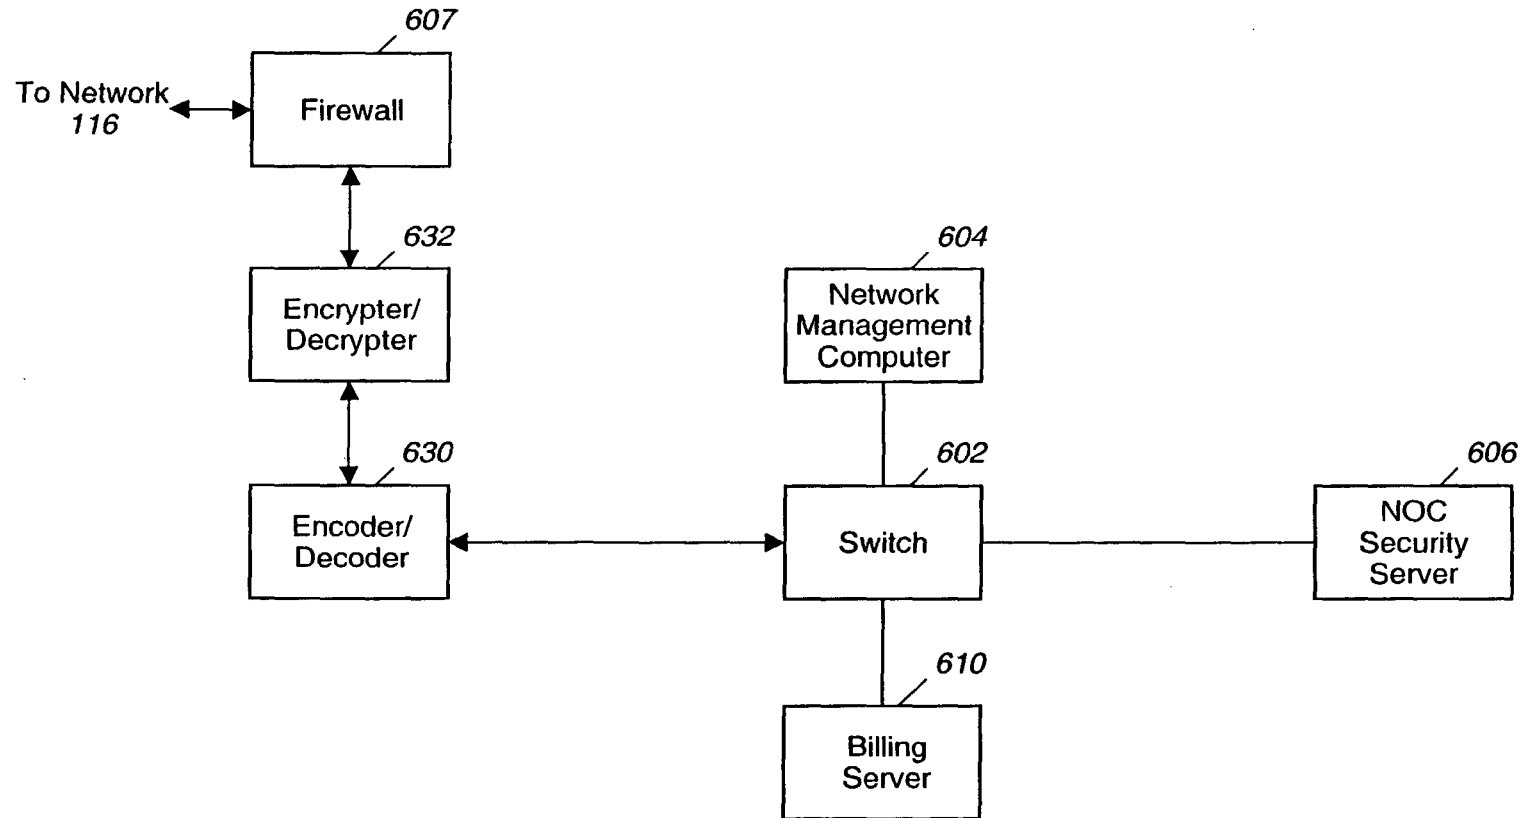 607
To Network
116
Firewall
632
Encrypter/
Decrypter
604
Network
Management
Computer
630
Encoder/
Decoder
602
Switch
606
NOC
Security
Server
610
Billing
Server